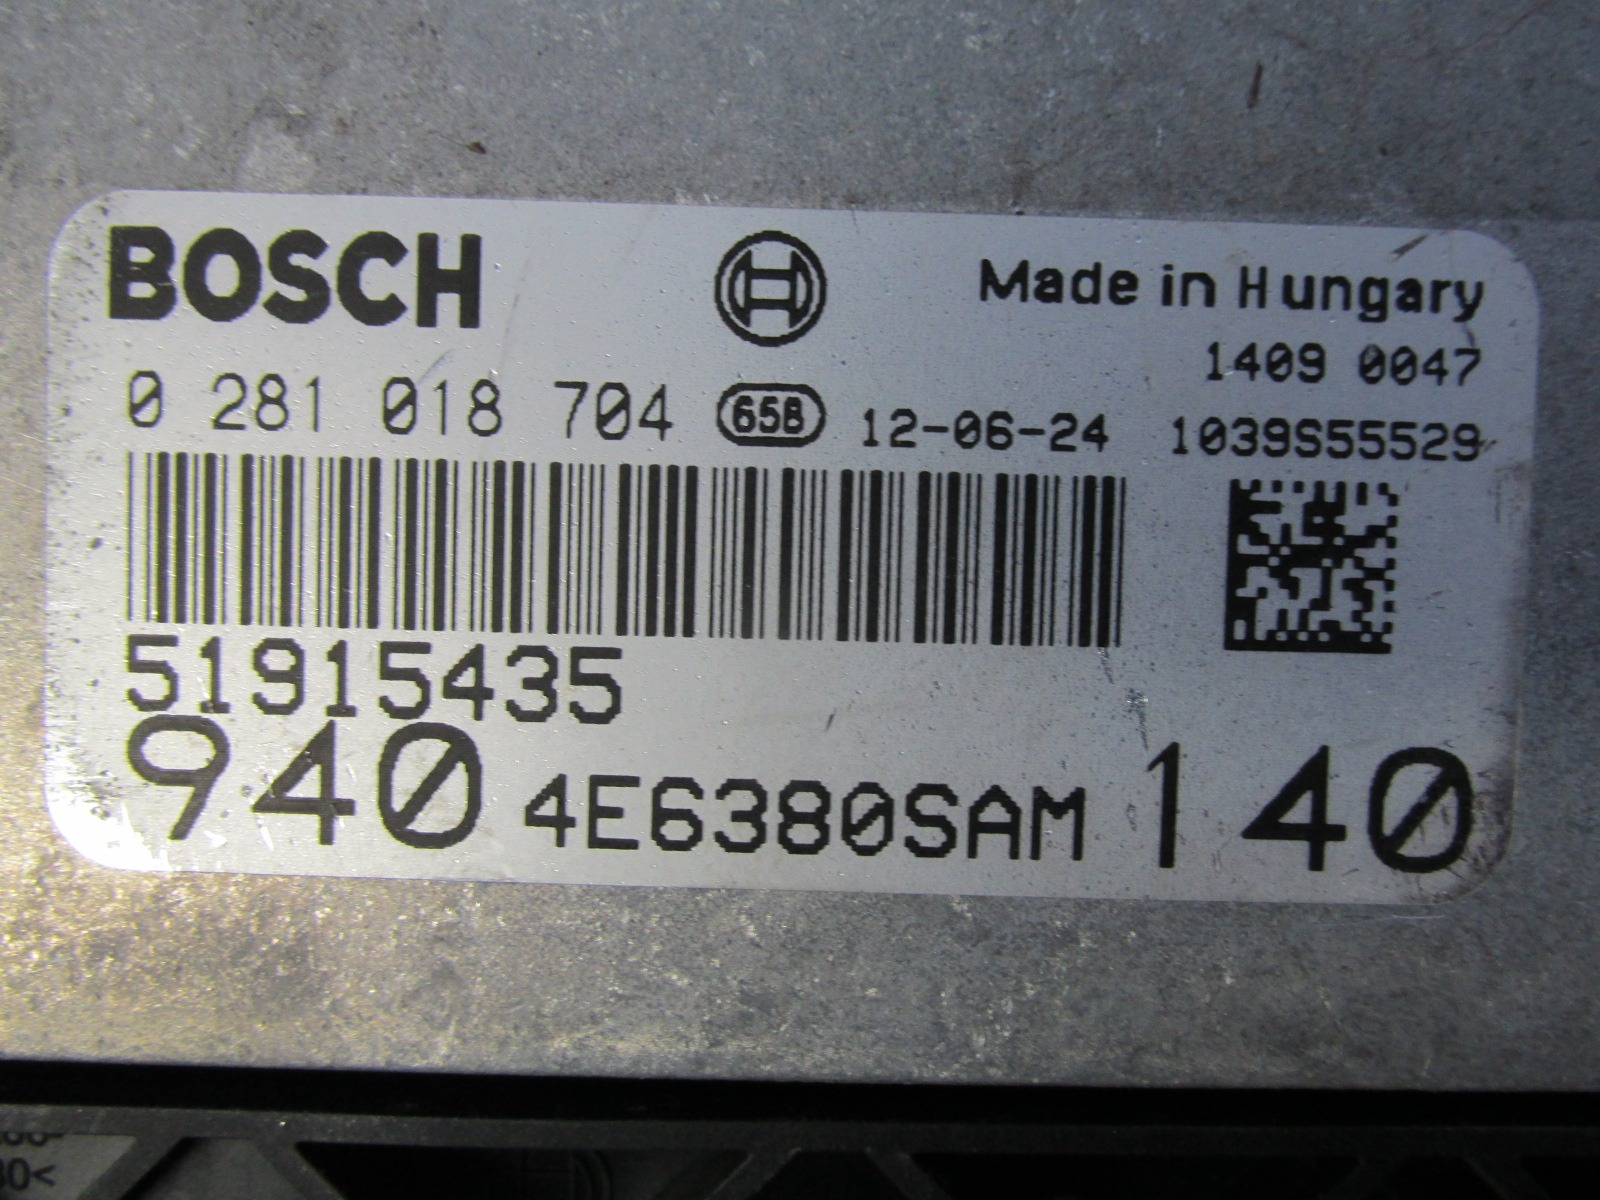 BOSCH
Made in Hungary
1409 0047
0 281 018 704 65B 12-06-24 1039S55529
51915435
940 4E6380SAM 140
80<